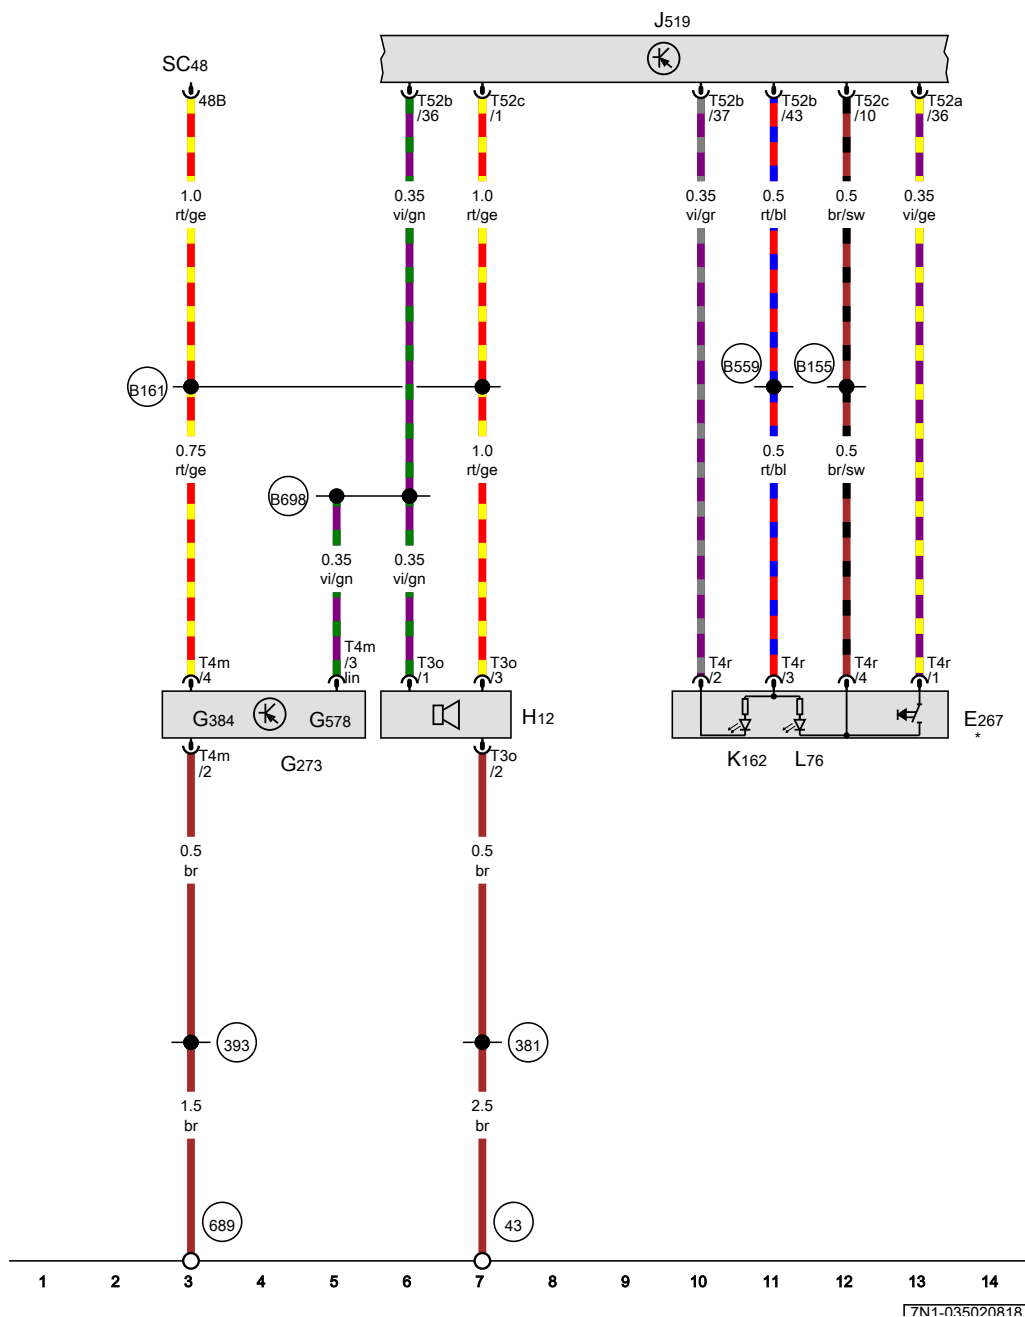 J519
SC48
48B
T52b
/36
T52c
/1
T52b
/37
T52b
/43
T52c
/10
T52a
/36
1.0
rt/ge
0.35
vi/gn
1.0
rt/ge
0.35
vi/gr
0.5
rt/bl
0.5
br/sw
0.35
vi/ge
B161
B559
B155
0.75
rt/ge
1.0
rt/ge
0.5
rt/bl
0.5
br/sw
B698
0.35
vi/gn
0.35
vi/gn
T4m
/4
T4m
/3
lin
T3o
/1
T3o
/3
T4r
/2
T4r
/3
T4r
/4
T4r
/1
G384
G578
H12
E267
*
T4m
/2
G273
T3o
/2
K162
L76
0.5
br
0.5
br
393
381
1.5
br
2.5
br
689
43
1 2 3 4 5 6 7 8 9 10 11 12 13 14
7N1-035020818